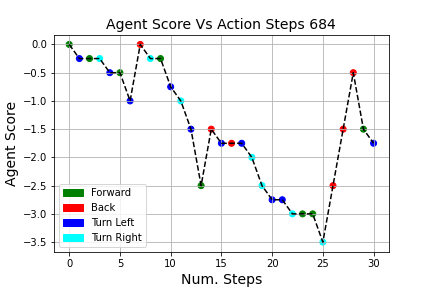 Agent Score Vs Action Steps 684
Agent Score
0.0
−0.5
−1.0
−1.5
−2.0
−2.5
−3.0
−3.5
Forward
Back
Turn Left
Turn Right
0 5 10 15 20 25 30
Num. Steps